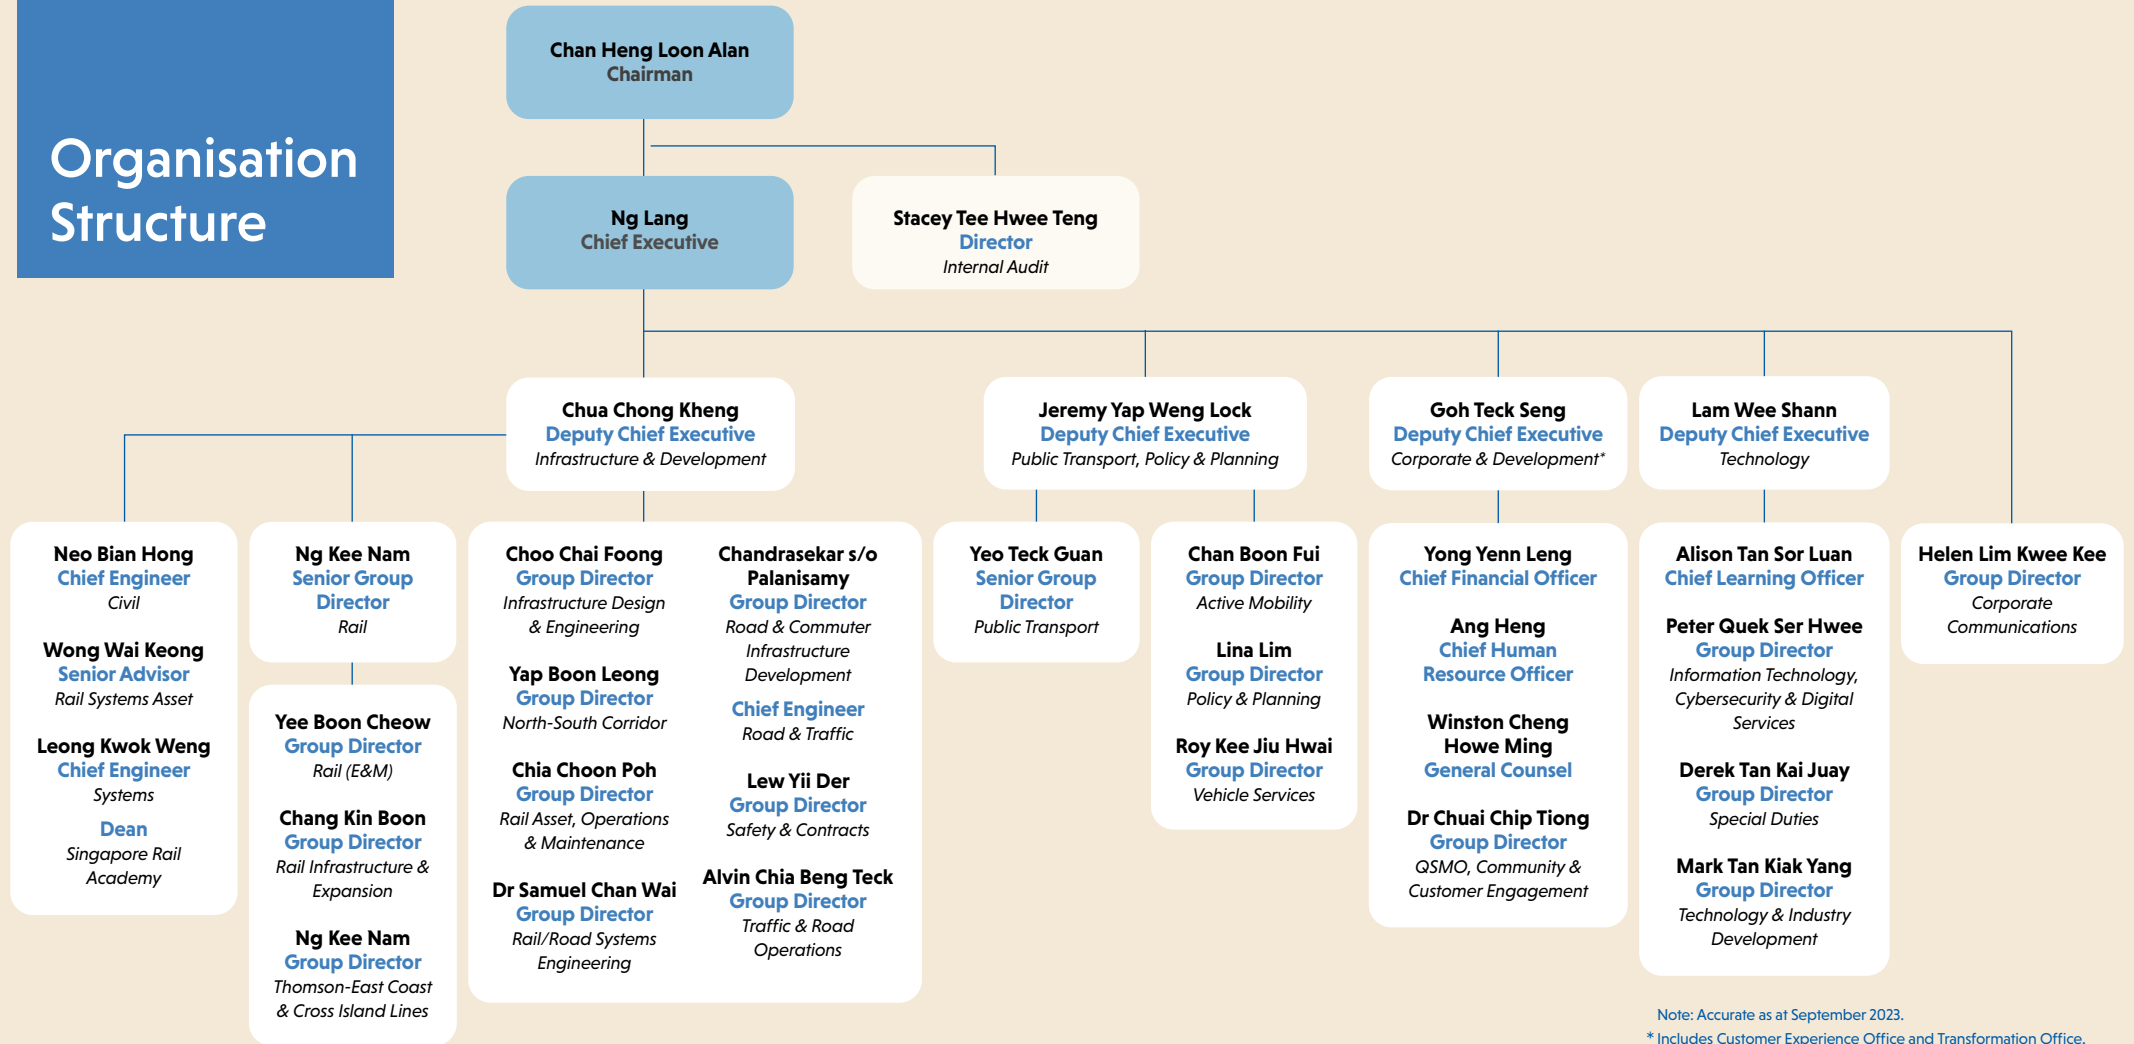 Organisation
Structure
Chan Heng Loon Alan
Chairman
Ng Lang
Chief Executive
Stacey Tee Hwee Teng
Director
Internal Audit
Chua Chong Kheng
Deputy Chief Executive
Infrastructure & Development
Jeremy Yap Weng Lock
Deputy Chief Executive
Public Transport, Policy & Planning
Goh Teck Seng
Deputy Chief Executive
Corporate & Development*
Lam Wee Shann
Deputy Chief Executive
Technology
Neo Bian Hong
Chief Engineer
Civil
Wong Wai Keong
Senior Advisor
Rail Systems Asset
Leong Kwok Weng
Chief Engineer
Systems
Dean
Singapore Rail
Academy
Ng Kee Nam
Senior Group
Director
Rail
Yee Boon Cheow
Group Director
Rail (E&M)
Chang Kin Boon
Group Director
Rail Infrastructure &
Expansion
Ng Kee Nam
Group Director
Thomson-East Coast
& Cross Island Lines
Choo Chai Foong
Group Director
Infrastructure Design
& Engineering
Yap Boon Leong
Group Director
North-South Corridor
Chia Choon Poh
Group Director
Rail Asset, Operations
& Maintenance
Dr Samuel Chan Wai
Group Director
Rail/Road Systems
Engineering
Chandrasekar s/o
Palanisamy
Group Director
Road & Commuter
Infrastructure
Development
Chief Engineer
Road & Traffic
Lew Yii Der
Group Director
Safety & Contracts
Alvin Chia Beng Teck
Group Director
Traffic & Road
Operations
Yeo Teck Guan
Senior Group
Director
Public Transport
Chan Boon Fui
Group Director
Active Mobility
Lina Lim
Group Director
Policy & Planning
Roy Kee Jiu Hwai
Group Director
Vehicle Services
Yong Yenn Leng
Chief Financial Officer
Ang Heng
Chief Human
Resource Officer
Winston Cheng
Howe Ming
General Counsel
Dr Chuai Chip Tiong
Group Director
QSMO, Community &
Customer Engagement
Alison Tan Sor Luan
Chief Learning Officer
Peter Quek Ser Hwee
Group Director
Information Technology,
Cybersecurity & Digital
Services
Derek Tan Kai Juay
Group Director
Special Duties
Mark Tan Kiak Yang
Group Director
Technology & Industry
Development
Helen Lim Kwee Kee
Group Director
Corporate
Communications
Note: Accurate as at September 2023.
* Includes Customer Experience Office and Transformation Office.